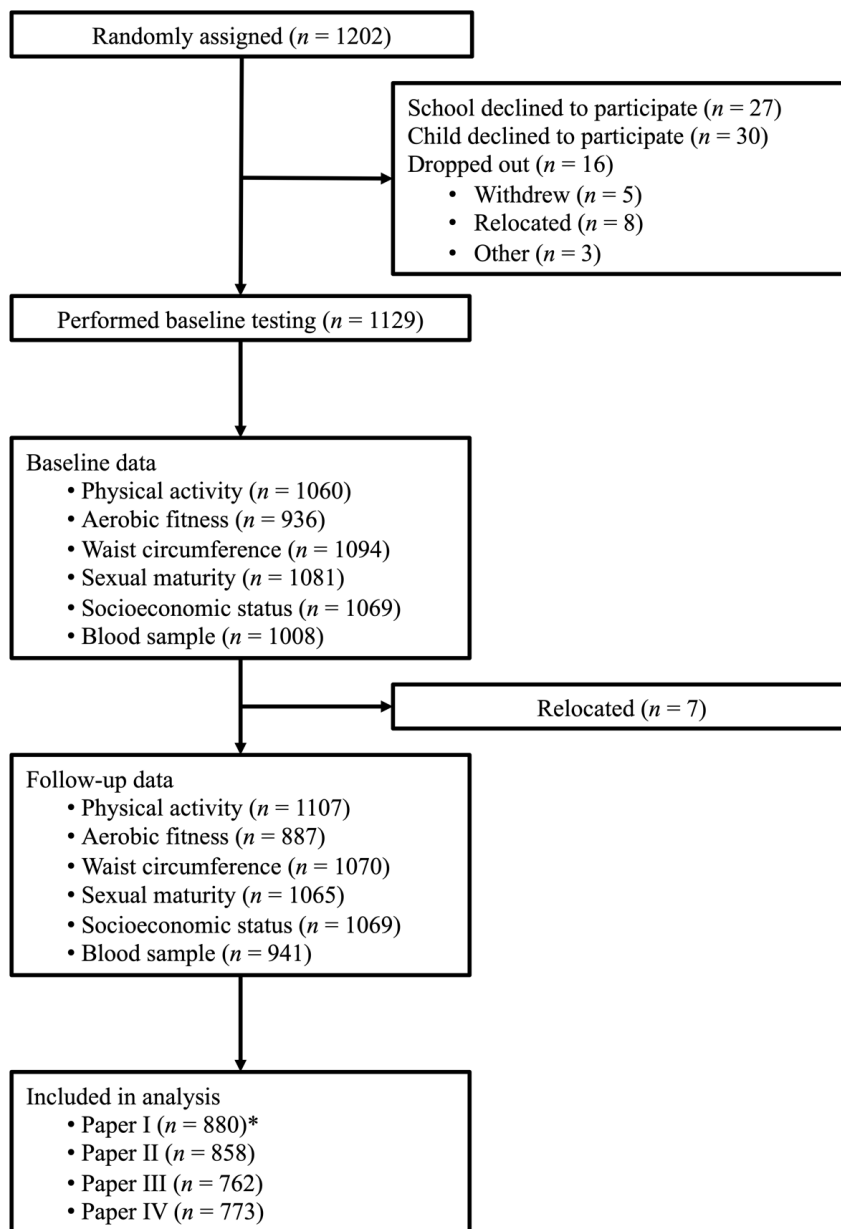 Randomly assigned (n = 1202)
School declined to participate (n = 27)
Child declined to participate (n = 30)
Dropped out (n = 16)
• Withdrew (n = 5)
• Relocated (n = 8)
• Other (n = 3)
Performed baseline testing (n = 1129)
Baseline data
• Physical activity (n = 1060)
• Aerobic fitness (n = 936)
• Waist circumference (n = 1094)
• Sexual maturity (n = 1081)
• Socioeconomic status (n = 1069)
• Blood sample (n = 1008)
Relocated (n = 7)
Follow-up data
• Physical activity (n = 1107)
• Aerobic fitness (n = 887)
• Waist circumference (n = 1070)
• Sexual maturity (n = 1065)
• Socioeconomic status (n = 1069)
• Blood sample (n = 941)
Included in analysis
• Paper I (n = 880)*
• Paper II (n = 858)
• Paper III (n = 762)
• Paper IV (n = 773)